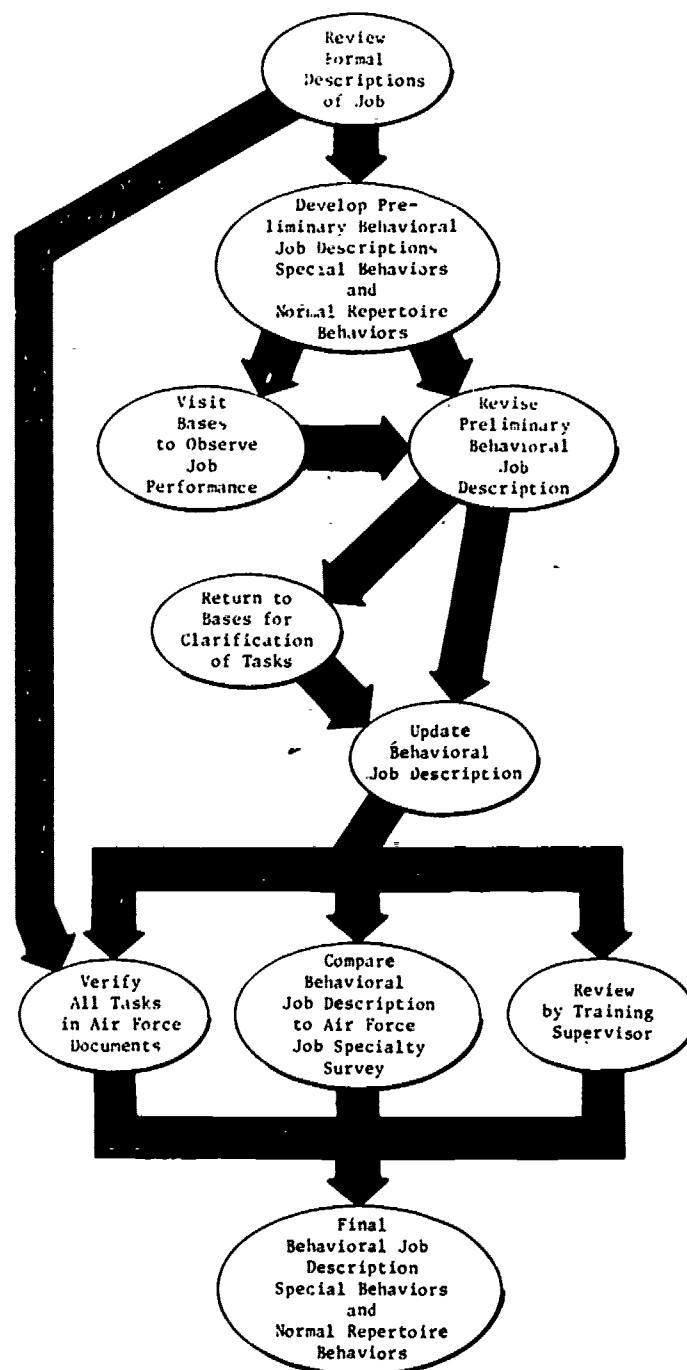 Review
Formal
Descriptions
of Job
Develop Pre-
liminary Behavioral
Job Descriptions
Special Behaviors
and
Normal Repertoire
Behaviors
Visit
Bases
to Observe
Job
Performance
Revise
Preliminary
Behavioral
Job
Description
Return to
Bases for
Clarification
of Tasks
Update
Behavioral
Job Description
Verify
All Tasks
in Air Force
Documents
Compare
Behavioral
Job Description
to Air Force
Job Specialty
Survey
Review
by Training
Supervisor
Final
Behavioral Job
Description
Special Behaviors
and
Normal Repertoire
Behaviors